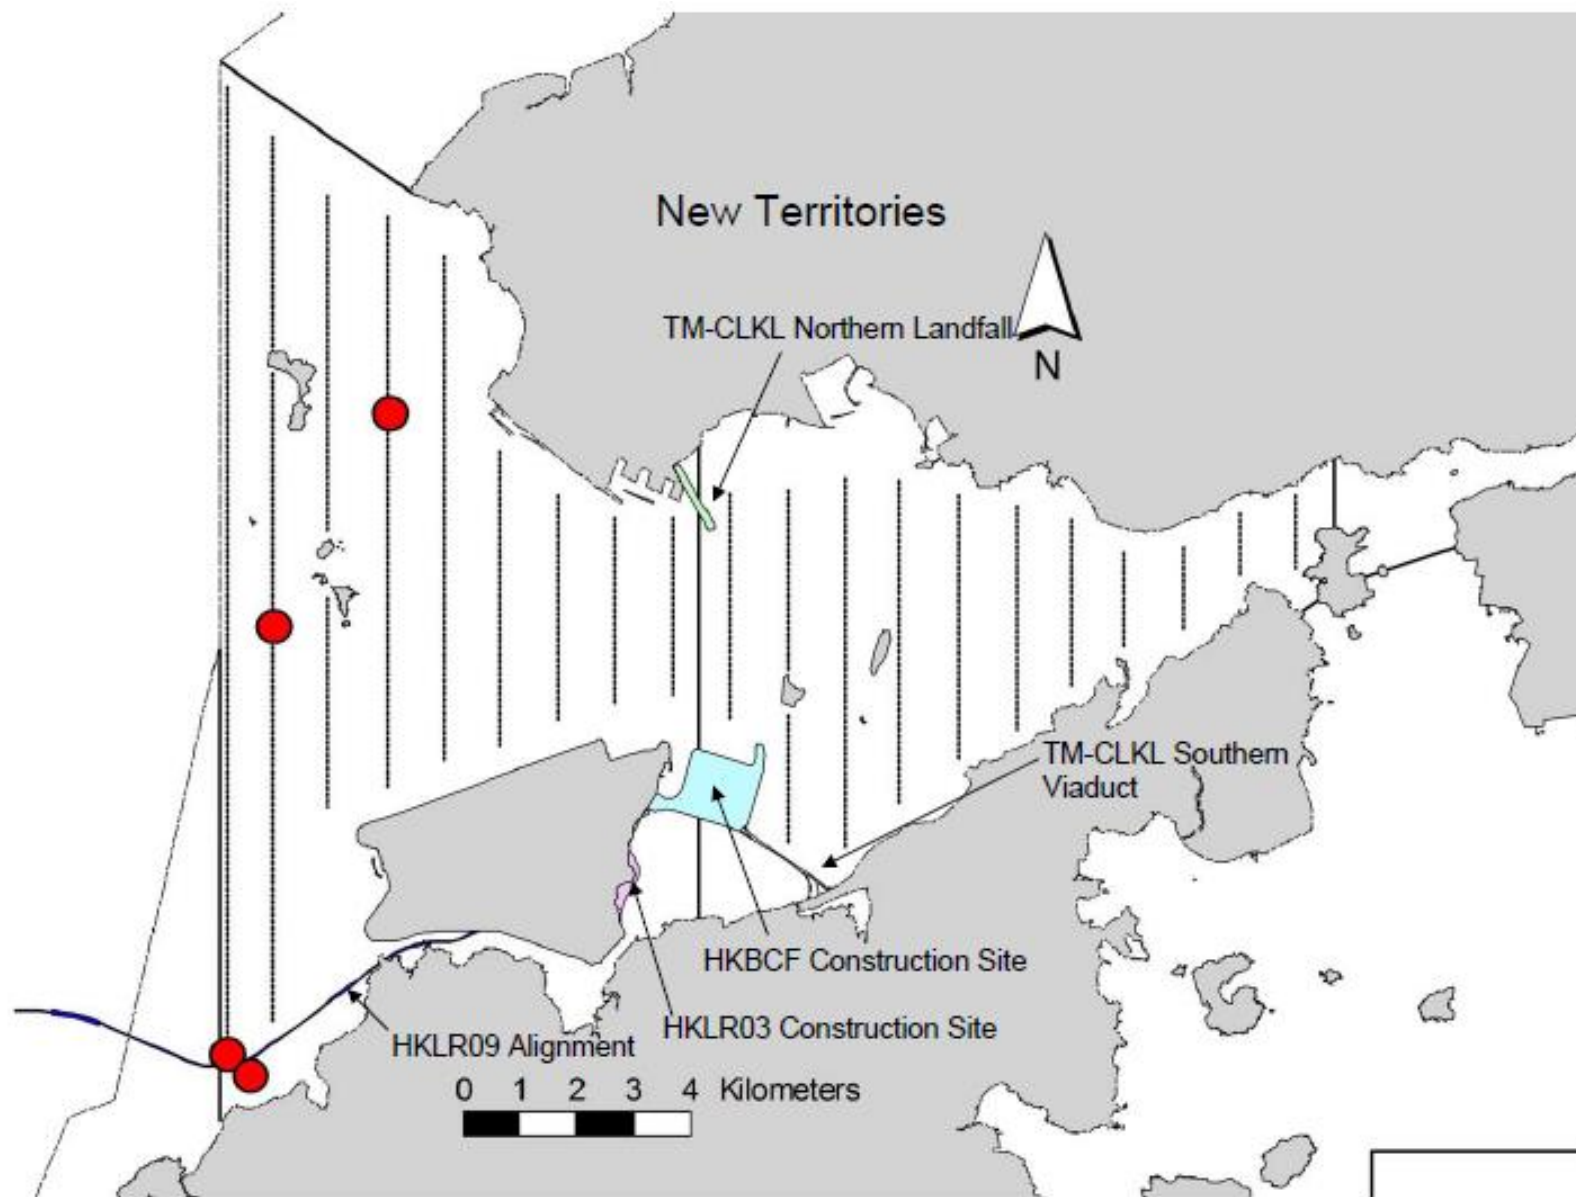 New Territories
TM-CLKL Northern Landfall
N
TM-CLKL Southern
Viaduct
HKBCF Construction Site
HKLR03 Construction Site
HKLR09 Alignment
0 1 2 3 4 Kilometers